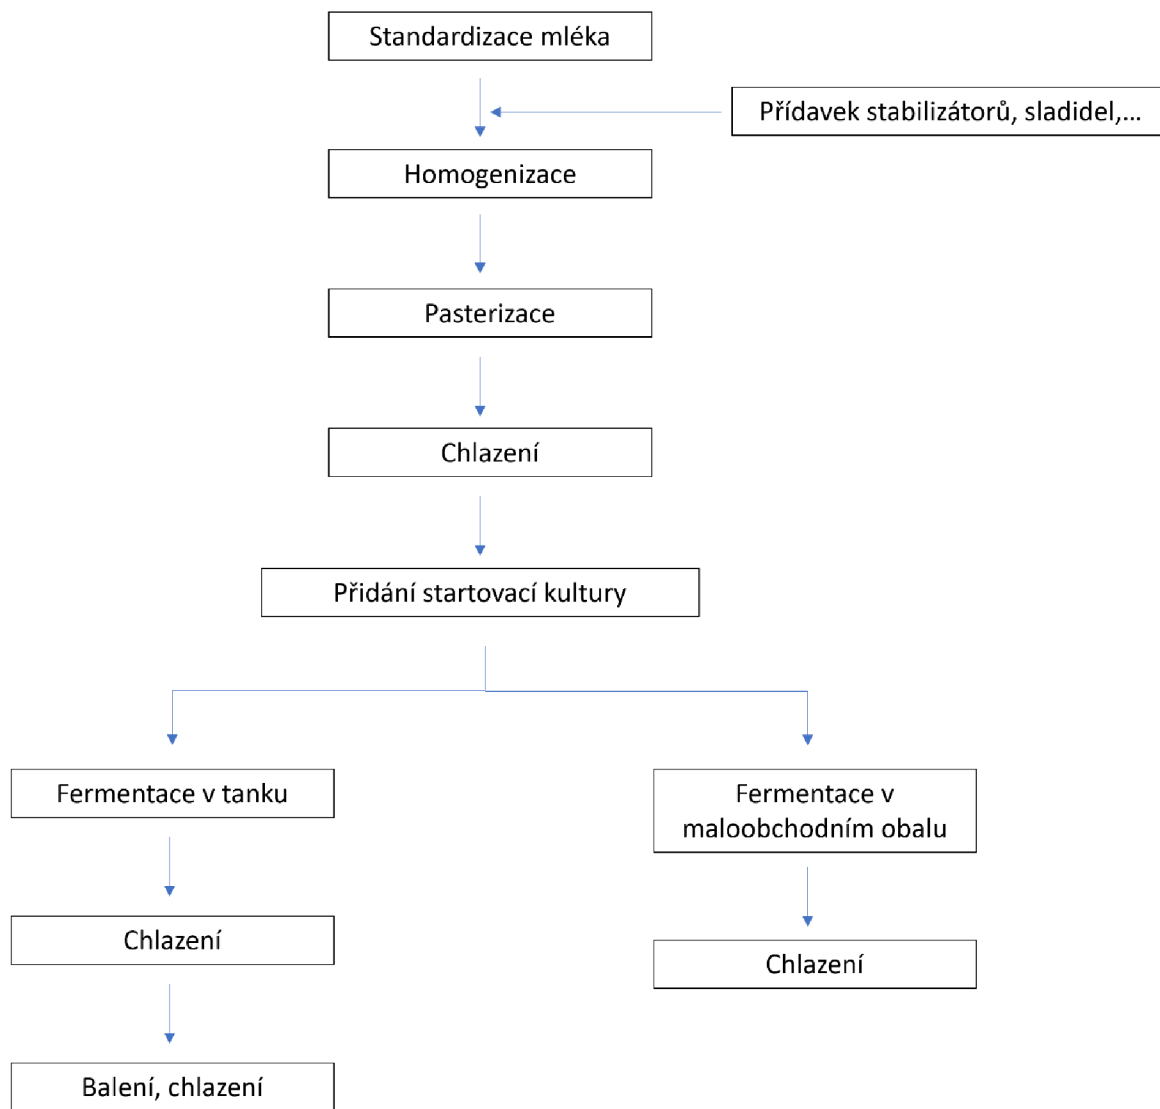 Standardizace mléka
Přídavek stabilizátorů, sladidel,…
Homogenizace
Pasterizace
Chlazení
Přidání startovací kultury
Fermentace v tanku
Fermentace v
maloobchodním obalu
Chlazení
Chlazení
Balení, chlazení